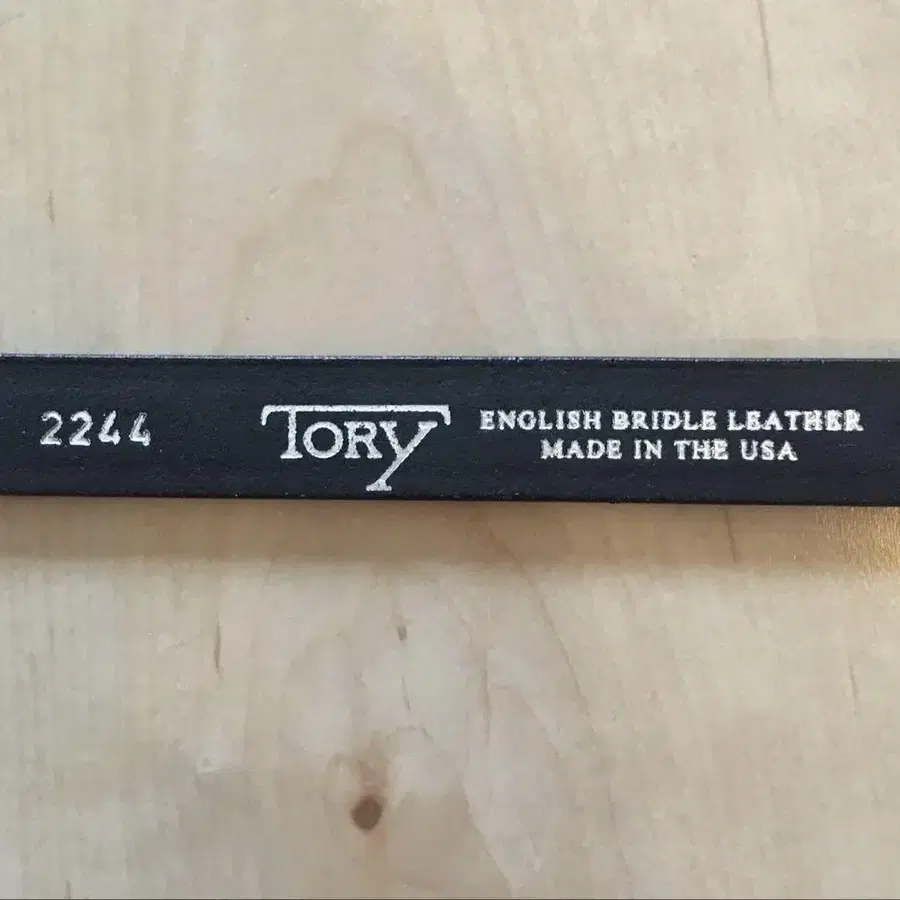 2244
TORY
ENGLISH BRIDLE LEATHER
MADE IN THE USA